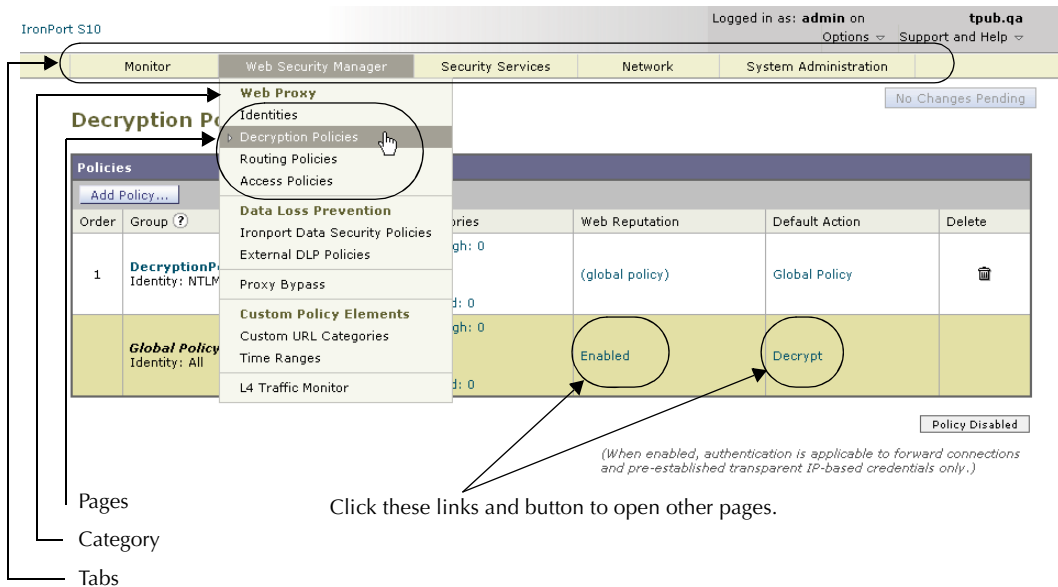 IronPort S10
Logged in as: admin on tpub.qa
Options Support and Help
Monitor Web Security Manager Security Services Network System Administration
No Changes Pending
Decryption Po
Web Proxy
Identities
Decryption Policies
Routing Policies
Access Policies
Data Loss Prevention
Ironport Data Security Policies
External DLP Policies
Proxy Bypass
Custom Policy Elements
Custom URL Categories
Time Ranges
L4 Traffic Monitor
Policies
Add Policy...
Order Group ? ories Web Reputation Default Action Delete
gh: 0
1 DecryptionP (global policy) Global Policy
Identity: NTLM
d: 0
gh: 0
Global Policy Enabled Decrypt
Identity: All
d: 0
Policy Disabled
(When enabled, authentication is applicable to forward connections
and pre-established transparent IP-based credentials only.)
Pages
Click these links and button to open other pages.
Category
Tabs